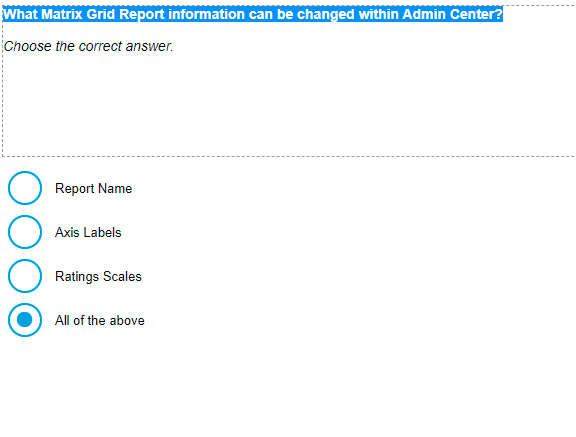 What Matrix Grid Report information can be changed within Admin Center?
Choose the correct answer.
Report Name
Axis Labels
Ratings Scales
All of the above